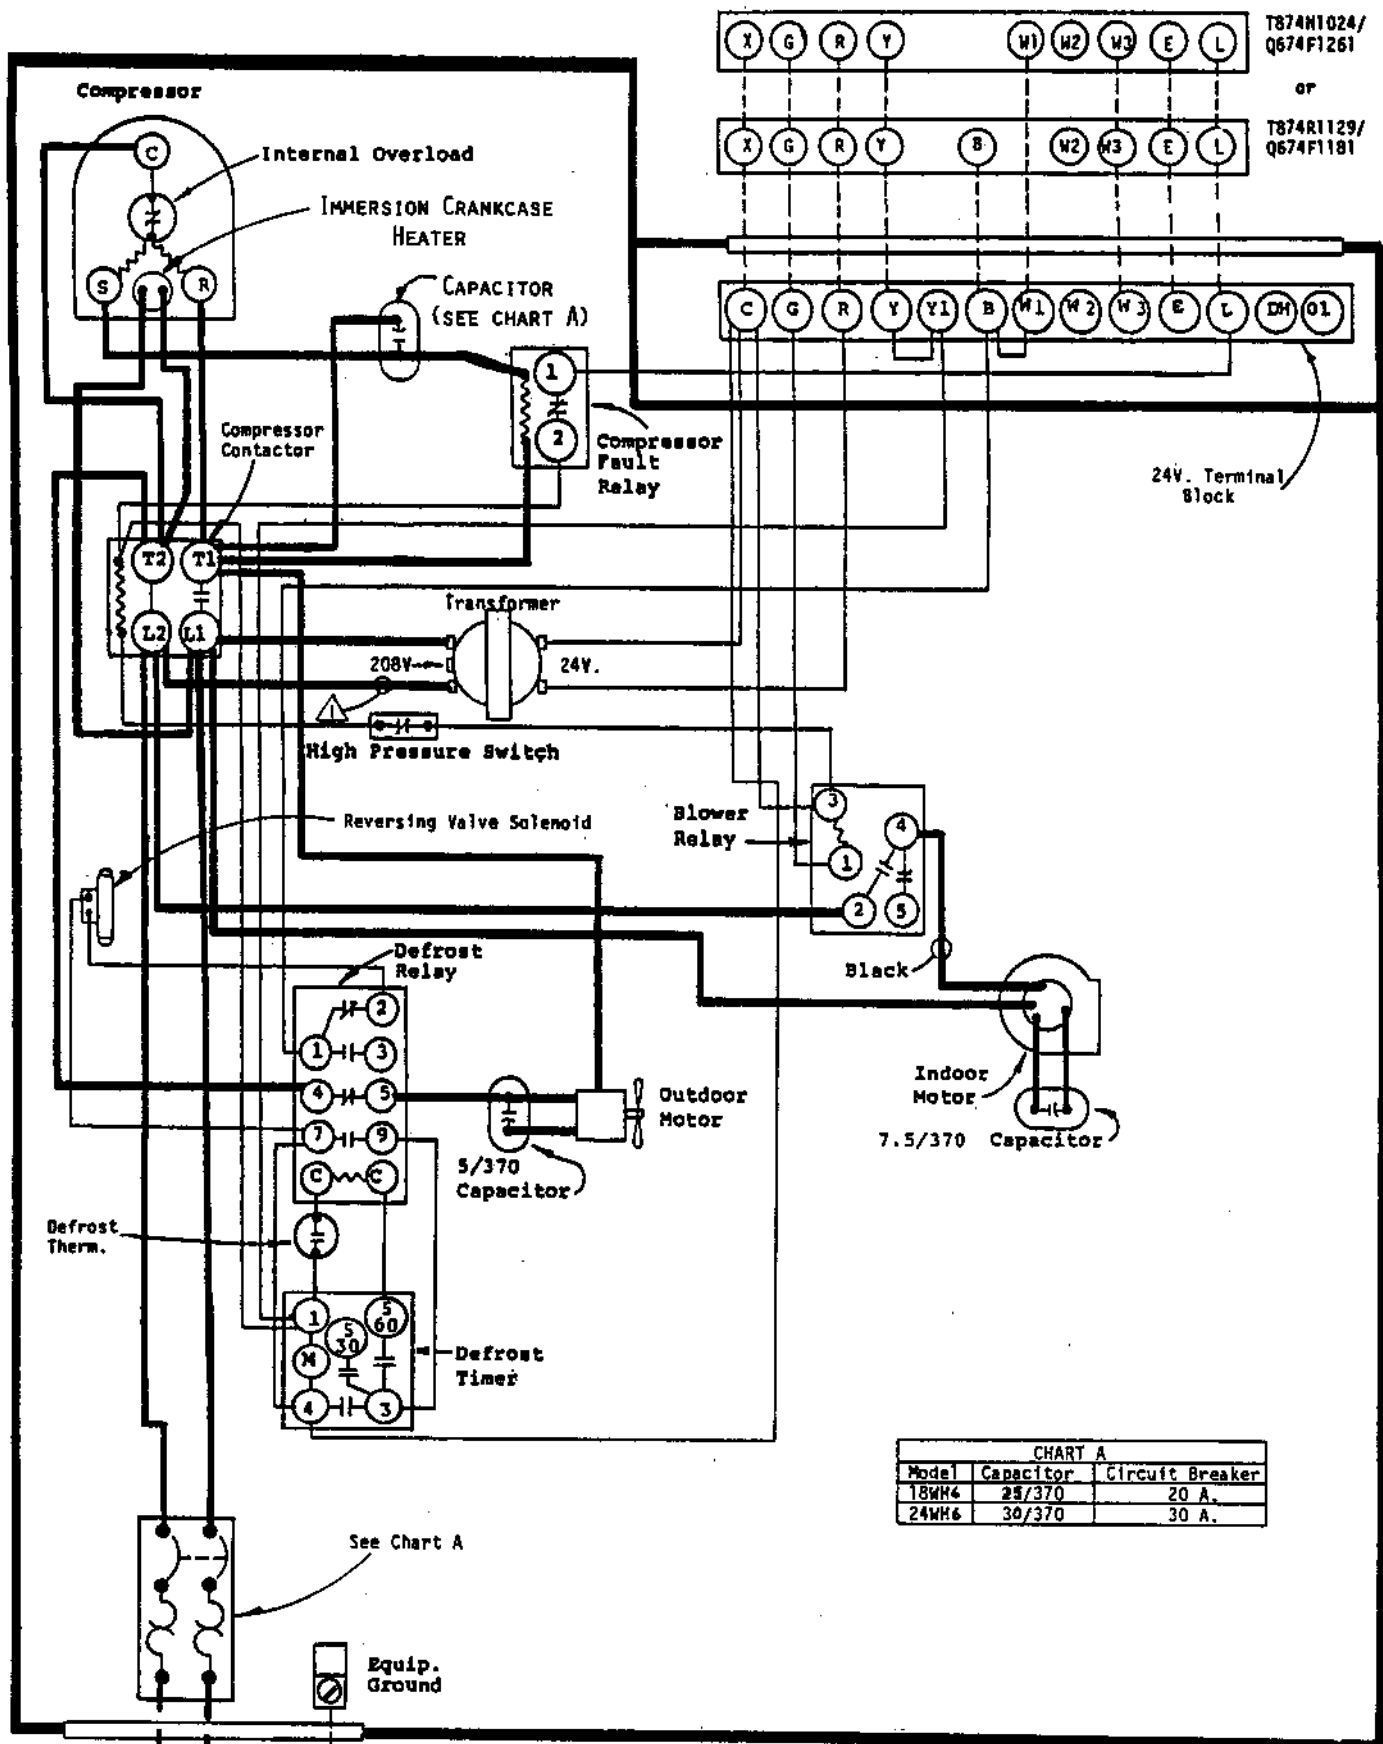 X G R Y W1 W2 W3 E L
T874N1024/
Q674F1261
or
X G R Y B W2 W3 E L
T874R1129/
Q674F1181
Compressor
C
Internal Overload
IMMERSION CRANKCASE
HEATER
S R
CAPACITOR
(SEE CHART A)
C G R Y Y1 B W1 W2 W3 E L DH O1
1
2
Compressor
Fault
Relay
Compressor
Contactor
24V. Terminal
Block
T2 T1
L2 L1
Transformer
208V
24V.
1
High Pressure Switch
Reversing Valve Solenoid
Blower
Relay
3
4
1
2 5
Black
Defrost
Relay
2
1 3
4 5
7 9
C C
5/370
Capacitor
Outdoor
Motor
Indoor
Motor
7.5/370 Capacitor
Defrost
Therm.
1
S
30
S
60
M
4 3
Defrost
Timer
CHART A
Model Capacitor Circuit Breaker
18WH6 25/370 20 A.
24WH6 30/370 30 A.
See Chart A
Equip.
Ground